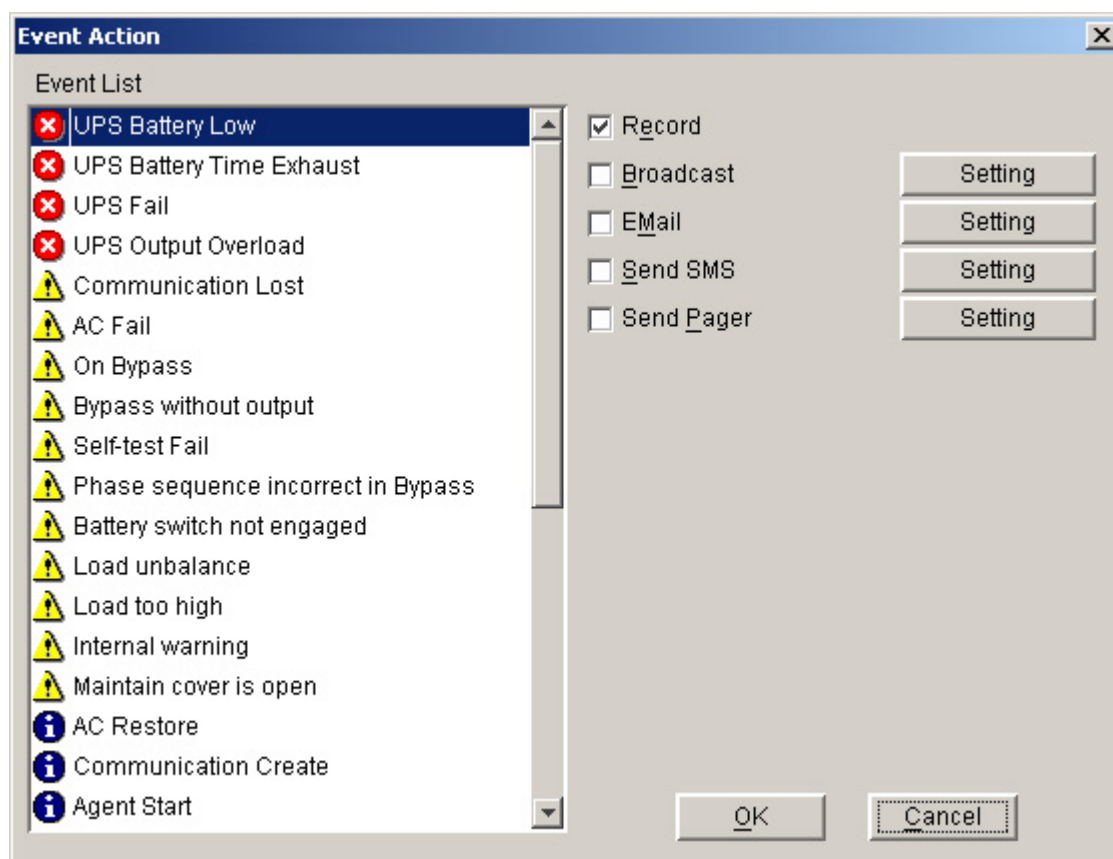 Event Action
Event List
UPS Battery Low
UPS Battery Time Exhaust
UPS Fail
UPS Output Overload
Communication Lost
AC Fail
On Bypass
Bypass without output
Self-test Fail
Phase sequence incorrect in Bypass
Battery switch not engaged
Load unbalance
Load too high
Internal warning
Maintain cover is open
AC Restore
Communication Create
Agent Start
Record
Broadcast Setting
EMail Setting
Send SMS Setting
Send Pager Setting
OK Cancel